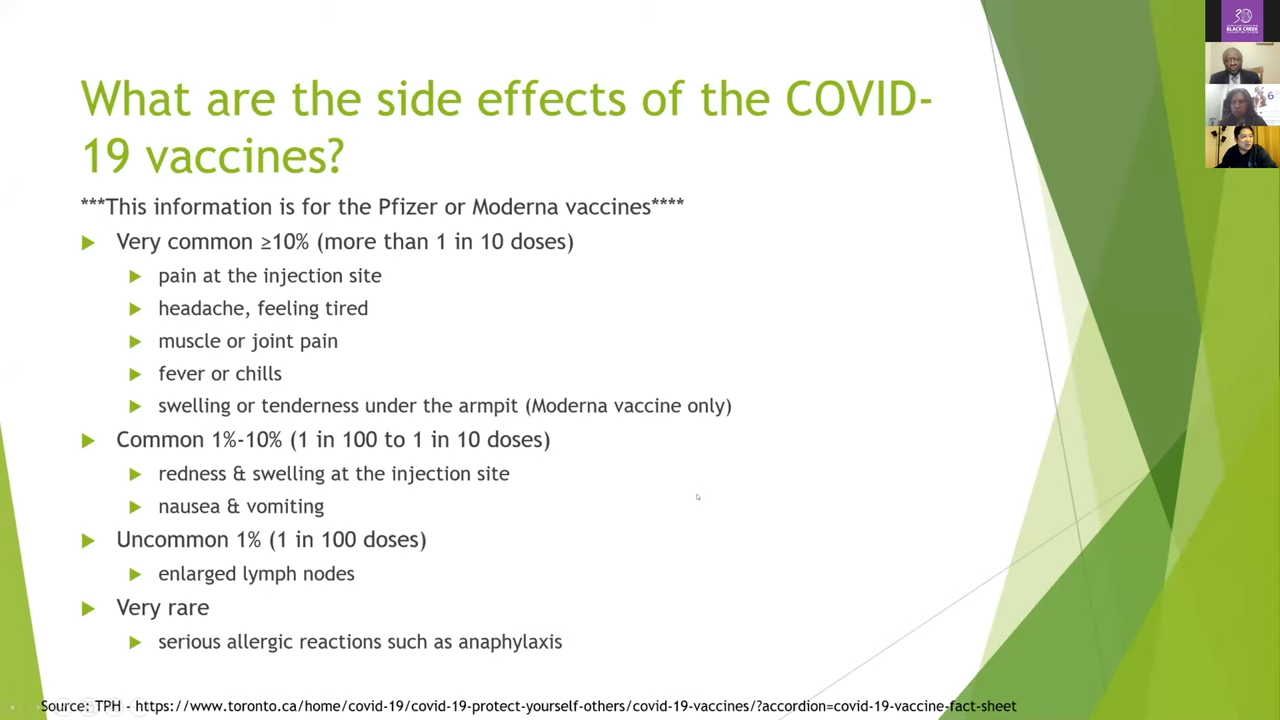 What are the side effects of the COVID-
19 vaccines?
***This information is for the Pfizer or Moderna vaccines****
Very common ≥10% (more than 1 in 10 doses)
pain at the injection site
headache, feeling tired
muscle or joint pain
fever or chills
swelling or tenderness under the armpit (Moderna vaccine only)
Common 1%-10% (1 in 100 to 1 in 10 doses)
redness & swelling at the injection site
nausea & vomiting
Uncommon 1% (1 in 100 doses)
enlarged lymph nodes
Very rare
serious allergic reactions such as anaphylaxis
Source: TPH - https://www.toronto.ca/home/covid-19/covid-19-protect-yourself-others/covid-19-vaccines/?accordion=covid-19-vaccine-fact-sheet
30
BLACK CREEK
6